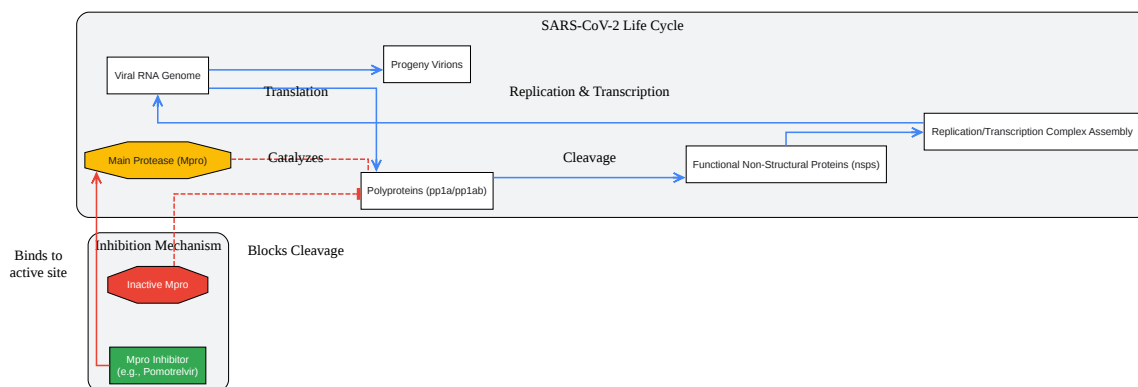 SARS-CoV-2 Life Cycle
Progeny Virions
Viral RNA Genome
Translation
Replication & Transcription
Replication/Transcription Complex Assembly
Main Protease (Mpro)
Catalyzes
Cleavage
Functional Non-Structural Proteins (nsps)
Polyproteins (pp1a/pp1ab)
Inhibition Mechanism
Blocks Cleavage
Binds to
active site
Inactive Mpro
Mpro Inhibitor
(e.g., Pomotrelvir)